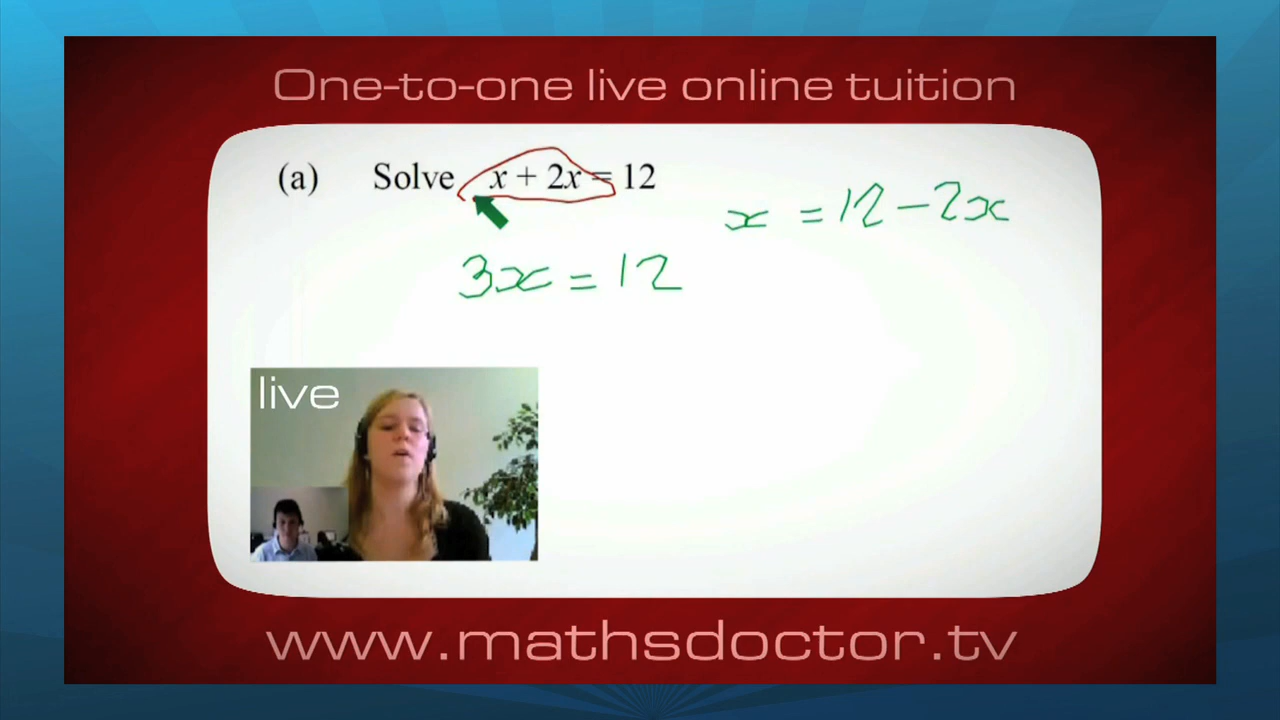 One-to-one live online tuition
(a) Solve x + 2x = 12
x = 12 - 2x
3x = 12
live
www.mathsdoctor.tv